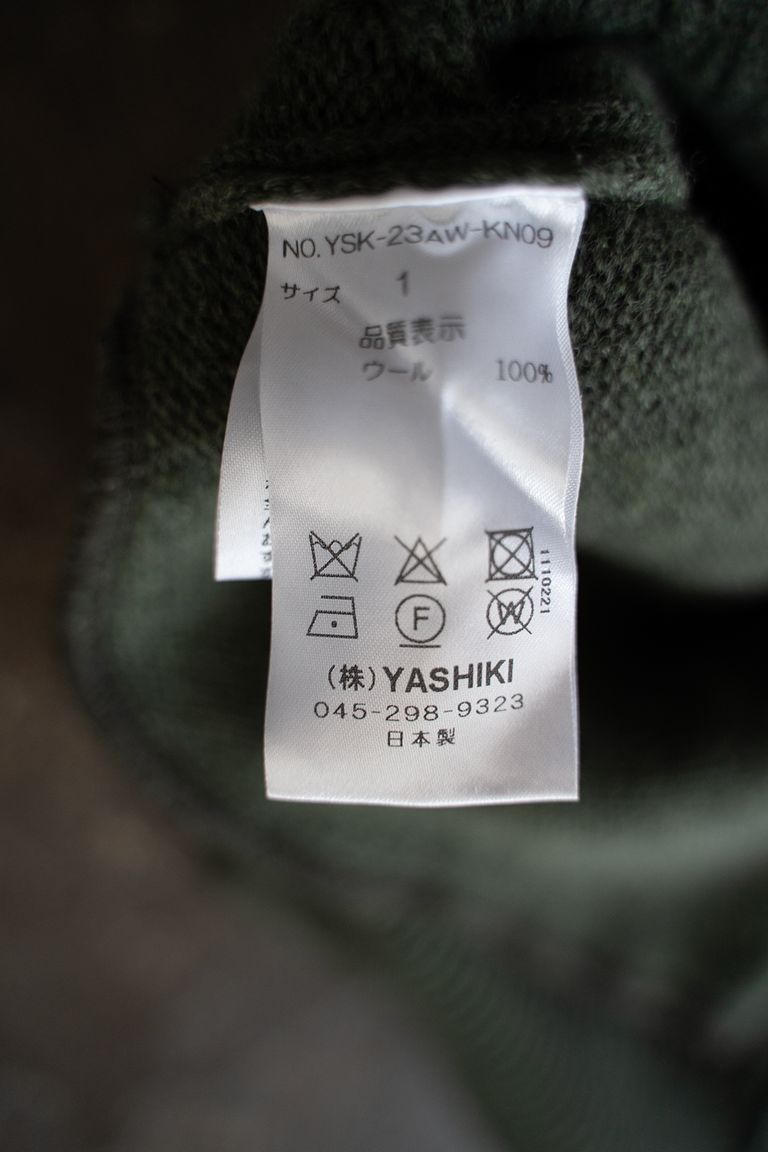 NO.YSK-23AW-KN09
サイズ 1
品質表示
ウール 100%
1110221
F
W
(株)YASHIKI
045-298-9323
日本製